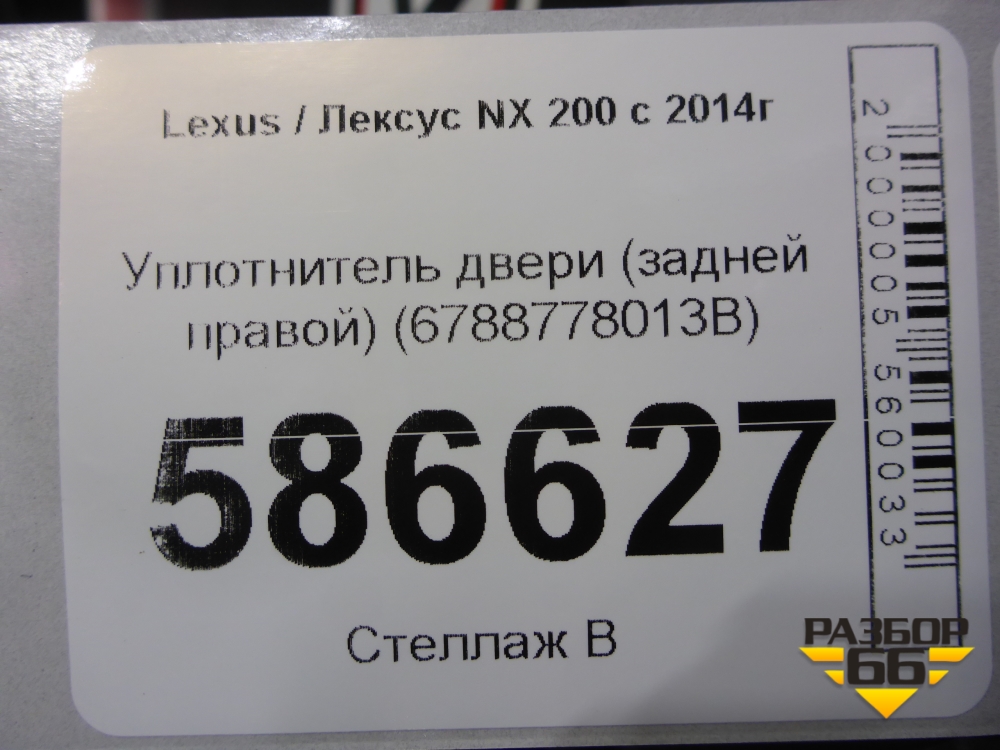 Lexus / Лексус NX 200 с 2014г
Уплотнитель двери (задней
правой) (6788778013B)
586627
Стеллаж В
2000005560033
РАЗБОР
66